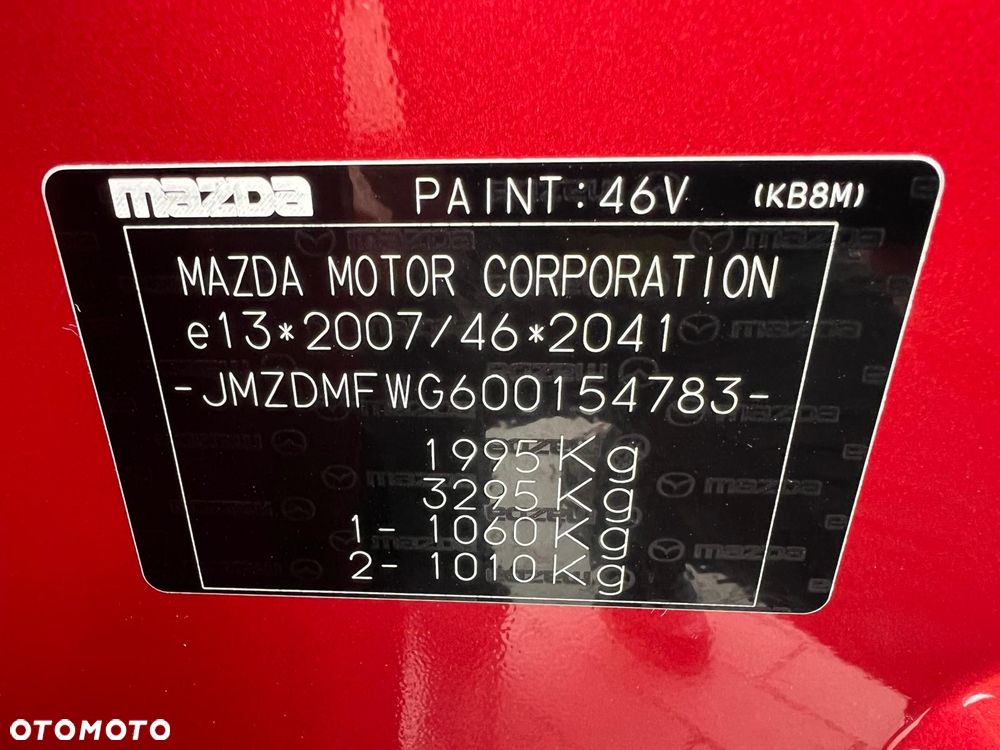 mazda PAINT:46V (KB8M)
MAZDA MOTOR CORPORATION
e13*2007/46*2041
-JMZDMFWG600154783-
1995Kg
3295Kg
1- 1060Kg
2- 1010Kg
OTOMOTO